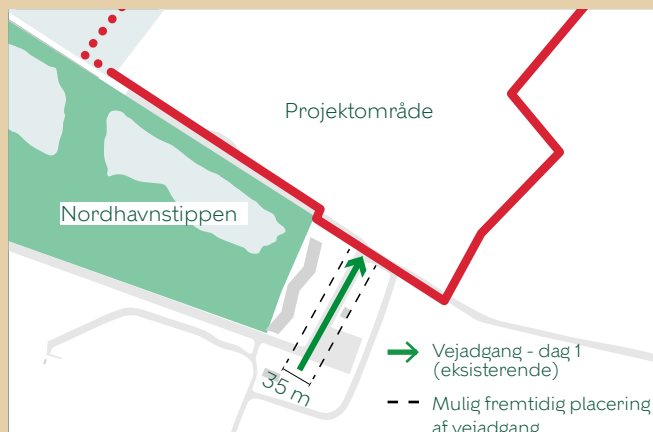 Projektområde
Nordhavnstippen
35 m
Vejadgang - dag 1
(eksisterende)
Mulig fremtidig placering
af vejadgang